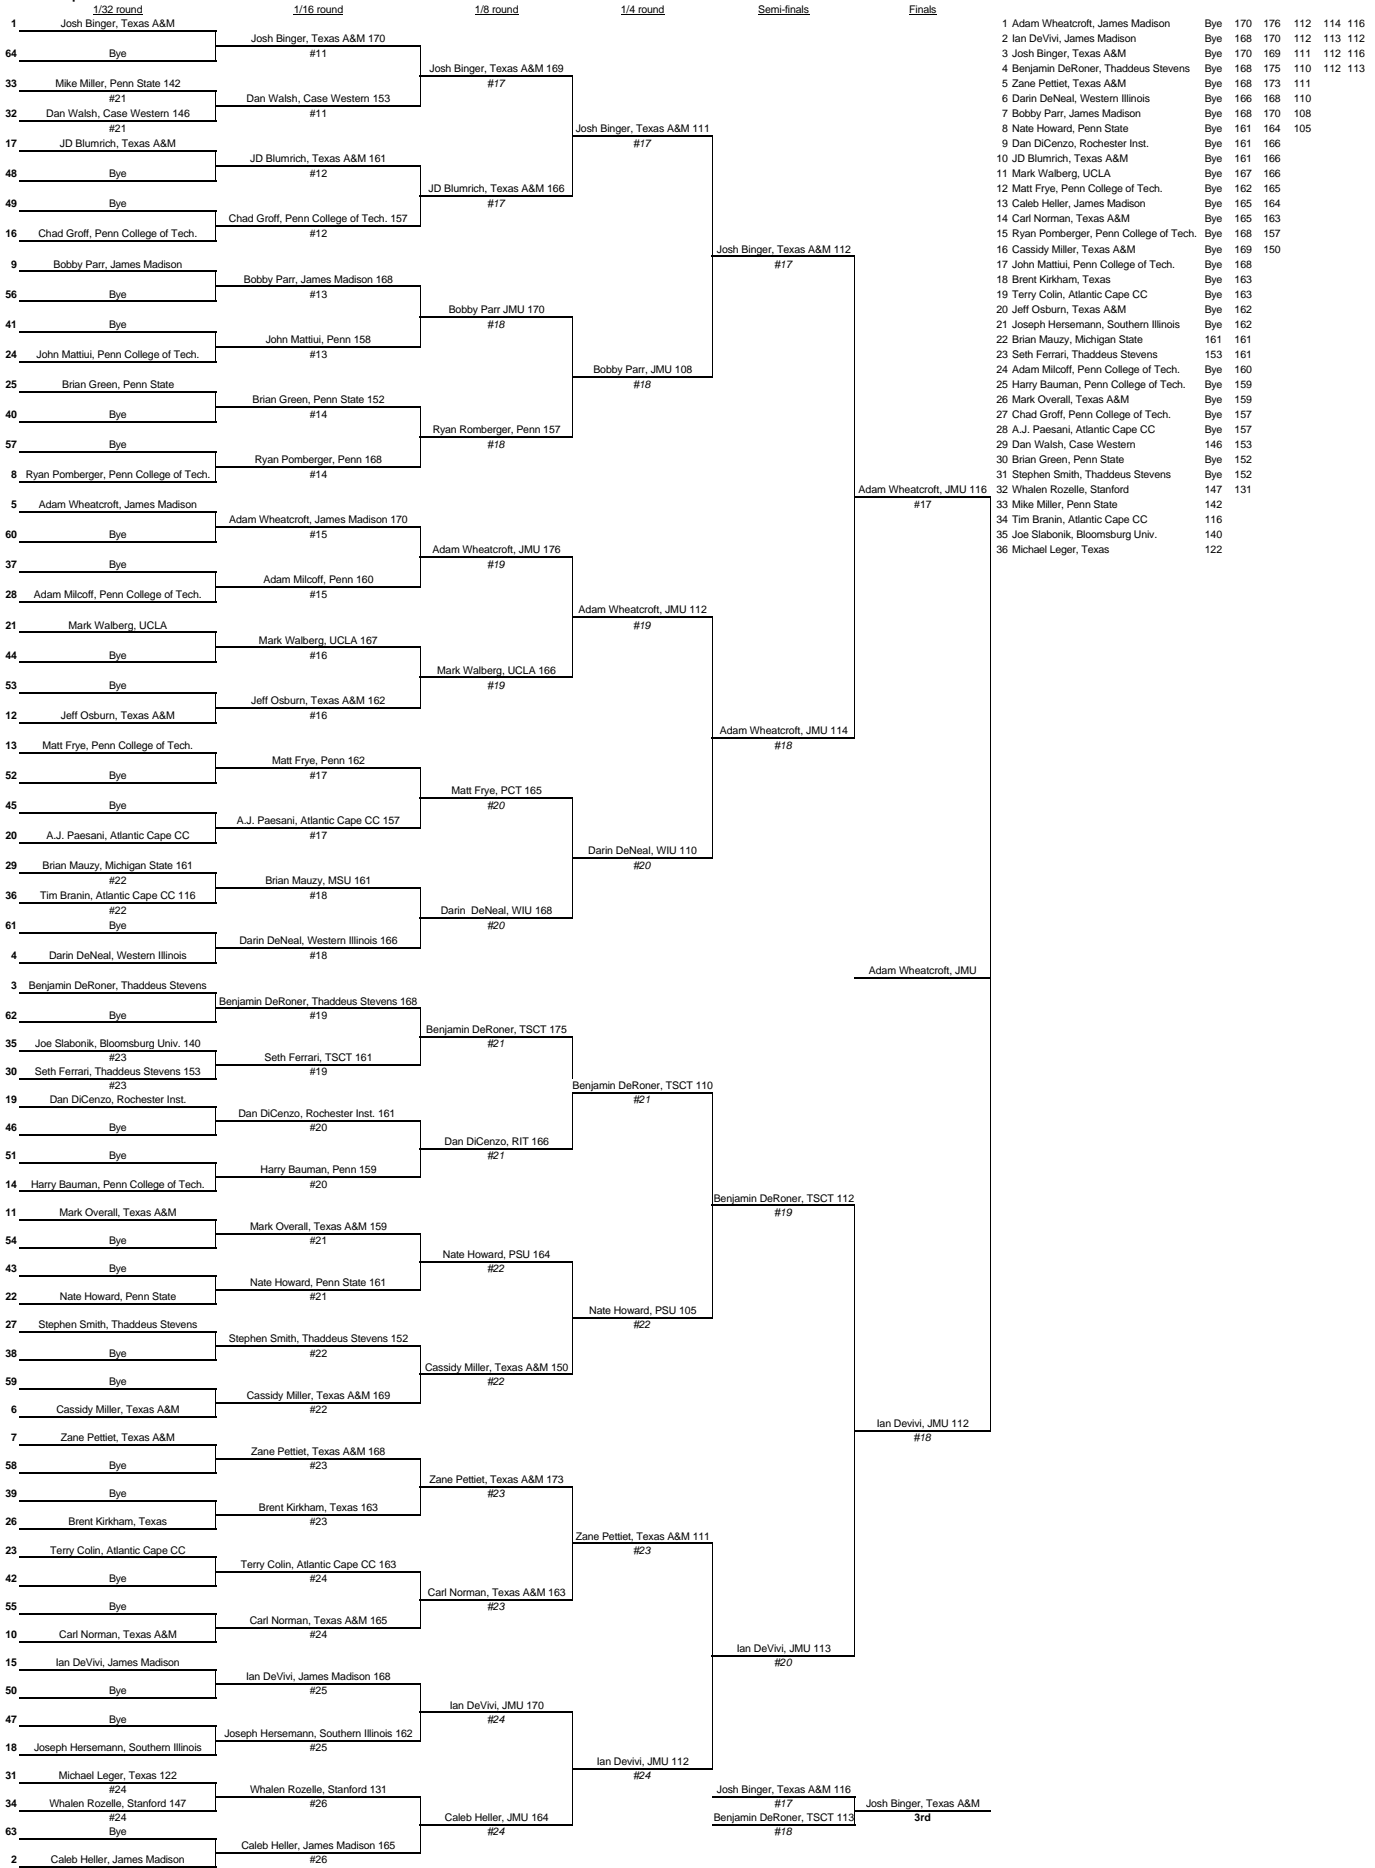 1/32 round 1/16 round 1/8 round 1/4 round Semi-finals Finals
1 Josh Binger, Texas A&M
64 Bye
33 Mike Miller, Penn State 142
#21
32 Dan Walsh, Case Western 146
#21
17 JD Blumrich, Texas A&M
48 Bye
49 Bye
16 Chad Groff, Penn College of Tech.
9 Bobby Parr, James Madison
56 Bye
41 Bye
24 John Mattiui, Penn College of Tech.
25 Brian Green, Penn State
40 Bye
57 Bye
8 Ryan Pomberger, Penn College of Tech.
5 Adam Wheatcroft, James Madison
60 Bye
37 Bye
28 Adam Milcoff, Penn College of Tech.
21 Mark Walberg, UCLA
44 Bye
53 Bye
12 Jeff Osburn, Texas A&M
13 Matt Frye, Penn College of Tech.
52 Bye
45 Bye
20 A.J. Paesani, Atlantic Cape CC
29 Brian Mauzy, Michigan State 161
#22
36 Tim Branin, Atlantic Cape CC 116
#22
61 Bye
4 Darin DeNeal, Western Illinois
3 Benjamin DeRoner, Thaddeus Stevens
62 Bye
35 Joe Slabonik, Bloomsburg Univ. 140
#23
30 Seth Ferrari, Thaddeus Stevens 153
#23
19 Dan DiCenzo, Rochester Inst.
46 Bye
51 Bye
14 Harry Bauman, Penn College of Tech.
11 Mark Overall, Texas A&M
54 Bye
43 Bye
22 Nate Howard, Penn State
27 Stephen Smith, Thaddeus Stevens
38 Bye
59 Bye
6 Cassidy Miller, Texas A&M
7 Zane Pettiet, Texas A&M
58 Bye
39 Bye
26 Brent Kirkham, Texas
23 Terry Colin, Atlantic Cape CC
42 Bye
55 Bye
10 Carl Norman, Texas A&M
15 Ian DeVivi, James Madison
50 Bye
47 Bye
18 Joseph Hersemann, Southern Illinois
31 Michael Leger, Texas 122
#24
34 Whalen Rozelle, Stanford 147
#24
63 Bye
2 Caleb Heller, James Madison
Josh Binger, Texas A&M 170
#11
Dan Walsh, Case Western 153
#11
JD Blumrich, Texas A&M 161
#12
Chad Groff, Penn College of Tech. 157
#12
Bobby Parr, James Madison 168
#13
John Mattiui, Penn 158
#13
Brian Green, Penn State 152
#14
Ryan Pomberger, Penn 168
#14
Adam Wheatcroft, James Madison 170
#15
Adam Milcoff, Penn 160
#15
Mark Walberg, UCLA 167
#16
Jeff Osburn, Texas A&M 162
#16
Matt Frye, Penn 162
#17
A.J. Paesani, Atlantic Cape CC 157
#17
Brian Mauzy, MSU 161
#18
Darin DeNeal, Western Illinois 166
#18
Benjamin DeRoner, Thaddeus Stevens 168
#19
Seth Ferrari, TSCT 161
#19
Dan DiCenzo, Rochester Inst. 161
#20
Harry Bauman, Penn 159
#20
Mark Overall, Texas A&M 159
#21
Nate Howard, Penn State 161
#21
Stephen Smith, Thaddeus Stevens 152
#22
Cassidy Miller, Texas A&M 169
#22
Zane Pettiet, Texas A&M 168
#23
Brent Kirkham, Texas 163
#23
Terry Colin, Atlantic Cape CC 163
#24
Carl Norman, Texas A&M 165
#24
Ian DeVivi, James Madison 168
#25
Joseph Hersemann, Southern Illinois 162
#25
Whalen Rozelle, Stanford 131
#26
Caleb Heller, James Madison 165
#26
Josh Binger, Texas A&M 169
#17
JD Blumrich, Texas A&M 166
#17
Bobby Parr JMU 170
#18
Ryan Romberger, Penn 157
#18
Adam Wheatcroft, JMU 176
#19
Mark Walberg, UCLA 166
#19
Matt Frye, PCT 165
#20
Darin DeNeal, WIU 168
#20
Benjamin DeRoner, TSCT 175
#21
Dan DiCenzo, RIT 166
#21
Nate Howard, PSU 164
#22
Cassidy Miller, Texas A&M 150
#22
Zane Pettiet, Texas A&M 173
#23
Carl Norman, Texas A&M 163
#23
Ian DeVivi, JMU 170
#24
Caleb Heller, JMU 164
#24
Josh Binger, Texas A&M 111
#17
Bobby Parr, JMU 108
#18
Adam Wheatcroft, JMU 112
#19
Darin DeNeal, WIU 110
#20
Benjamin DeRoner, TSCT 110
#21
Nate Howard, PSU 105
#22
Zane Pettiet, Texas A&M 111
#23
Ian Devivi, JMU 112
#24
Josh Binger, Texas A&M 112
#17
Adam Wheatcroft, JMU 114
#18
Benjamin DeRoner, TSCT 112
#19
Ian DeVivi, JMU 113
#20
Josh Binger, Texas A&M 116
#17
Benjamin DeRoner, TSCT 113
#18
Adam Wheatcroft, JMU 116
#17
Adam Wheatcroft, JMU
Ian Devivi, JMU 112
#18
Josh Binger, Texas A&M
3rd
1 Adam Wheatcroft, James Madison Bye 170 176 112 114 116
2 Ian DeVivi, James Madison Bye 168 170 112 113 112
3 Josh Binger, Texas A&M Bye 170 169 111 112 116
4 Benjamin DeRoner, Thaddeus Stevens Bye 168 175 110 112 113
5 Zane Pettiet, Texas A&M Bye 168 173 111
6 Darin DeNeal, Western Illinois Bye 166 168 110
7 Bobby Parr, James Madison Bye 168 170 108
8 Nate Howard, Penn State Bye 161 164 105
9 Dan DiCenzo, Rochester Inst. Bye 161 166
10 JD Blumrich, Texas A&M Bye 161 166
11 Mark Walberg, UCLA Bye 167 166
12 Matt Frye, Penn College of Tech. Bye 162 165
13 Caleb Heller, James Madison Bye 165 164
14 Carl Norman, Texas A&M Bye 165 163
15 Ryan Pomberger, Penn College of Tech. Bye 168 157
16 Cassidy Miller, Texas A&M Bye 169 150
17 John Mattiui, Penn College of Tech. Bye 168
18 Brent Kirkham, Texas Bye 163
19 Terry Colin, Atlantic Cape CC Bye 163
20 Jeff Osburn, Texas A&M Bye 162
21 Joseph Hersemann, Southern Illinois Bye 162
22 Brian Mauzy, Michigan State 161 161
23 Seth Ferrari, Thaddeus Stevens 153 161
24 Adam Milcoff, Penn College of Tech. Bye 160
25 Harry Bauman, Penn College of Tech. Bye 159
26 Mark Overall, Texas A&M Bye 159
27 Chad Groff, Penn College of Tech. Bye 157
28 A.J. Paesani, Atlantic Cape CC Bye 157
29 Dan Walsh, Case Western 146 153
30 Brian Green, Penn State Bye 152
31 Stephen Smith, Thaddeus Stevens Bye 152
32 Whalen Rozelle, Stanford 147 131
33 Mike Miller, Penn State 142
34 Tim Branin, Atlantic Cape CC 116
35 Joe Slabonik, Bloomsburg Univ. 140
36 Michael Leger, Texas 122